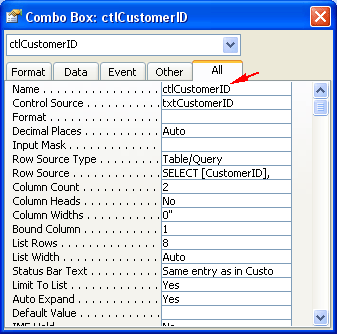 Combo Box: ctlCustomerID
ctlCustomerID
Format Data Event Other All
Name . . . . . . . . . . . . . . . . ctlCustomerID
Control Source . . . . . . . . . . txtCustomerID
Format . . . . . . . . . . . . . . .
Decimal Places . . . . . . . . . . Auto
Input Mask . . . . . . . . . . . . .
Row Source Type . . . . . . . . . Table/Query
Row Source . . . . . . . . . . . . SELECT [CustomerID],
Column Count . . . . . . . . . . . 2
Column Heads . . . . . . . . . . . No
Column Widths . . . . . . . . . . 0"
Bound Column . . . . . . . . . . . 1
List Rows . . . . . . . . . . . . . 8
List Width . . . . . . . . . . . . . Auto
Status Bar Text . . . . . . . . . . Same entry as in Custo
Limit To List . . . . . . . . . . . . Yes
Auto Expand . . . . . . . . . . . . Yes
Default Value . . . . . . . . . . . .